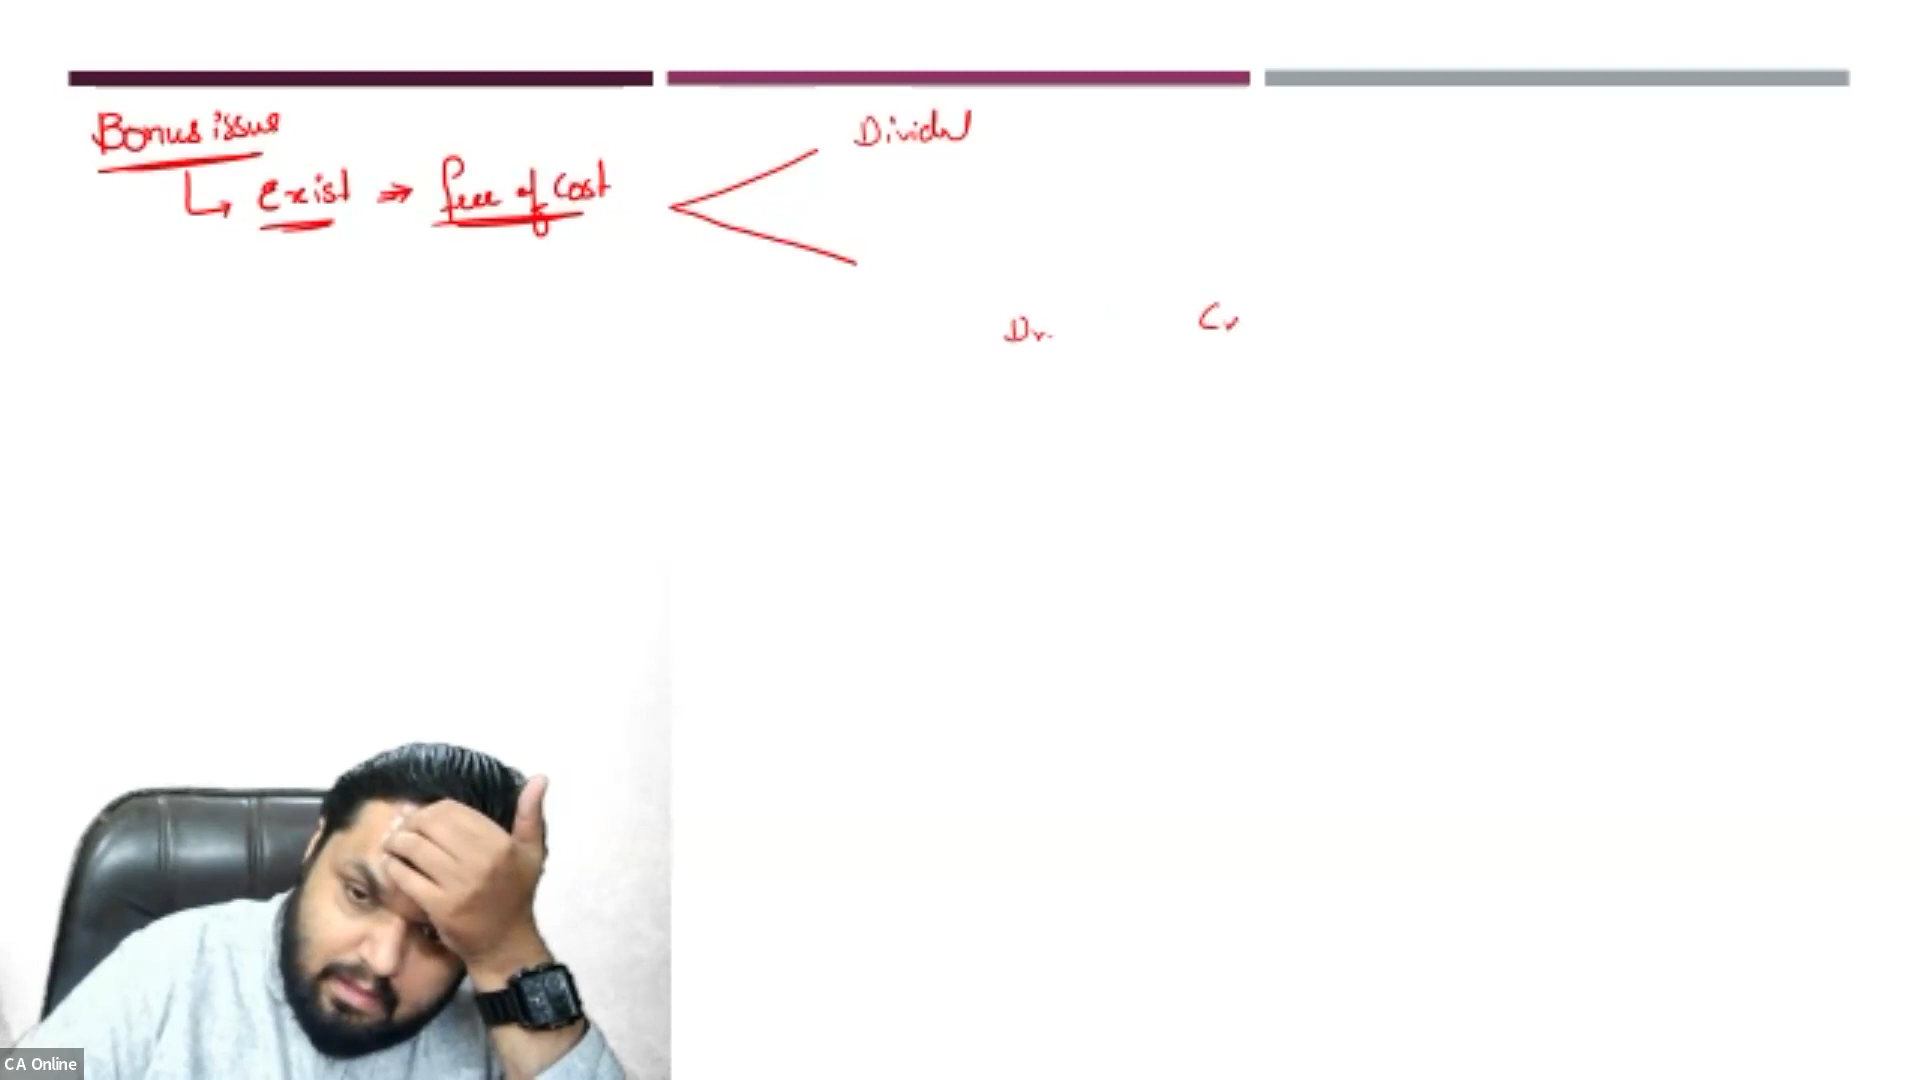 Bonus issue
↳ exist ⇒ free of cost
Dividend
Dr. Cr
CA Online